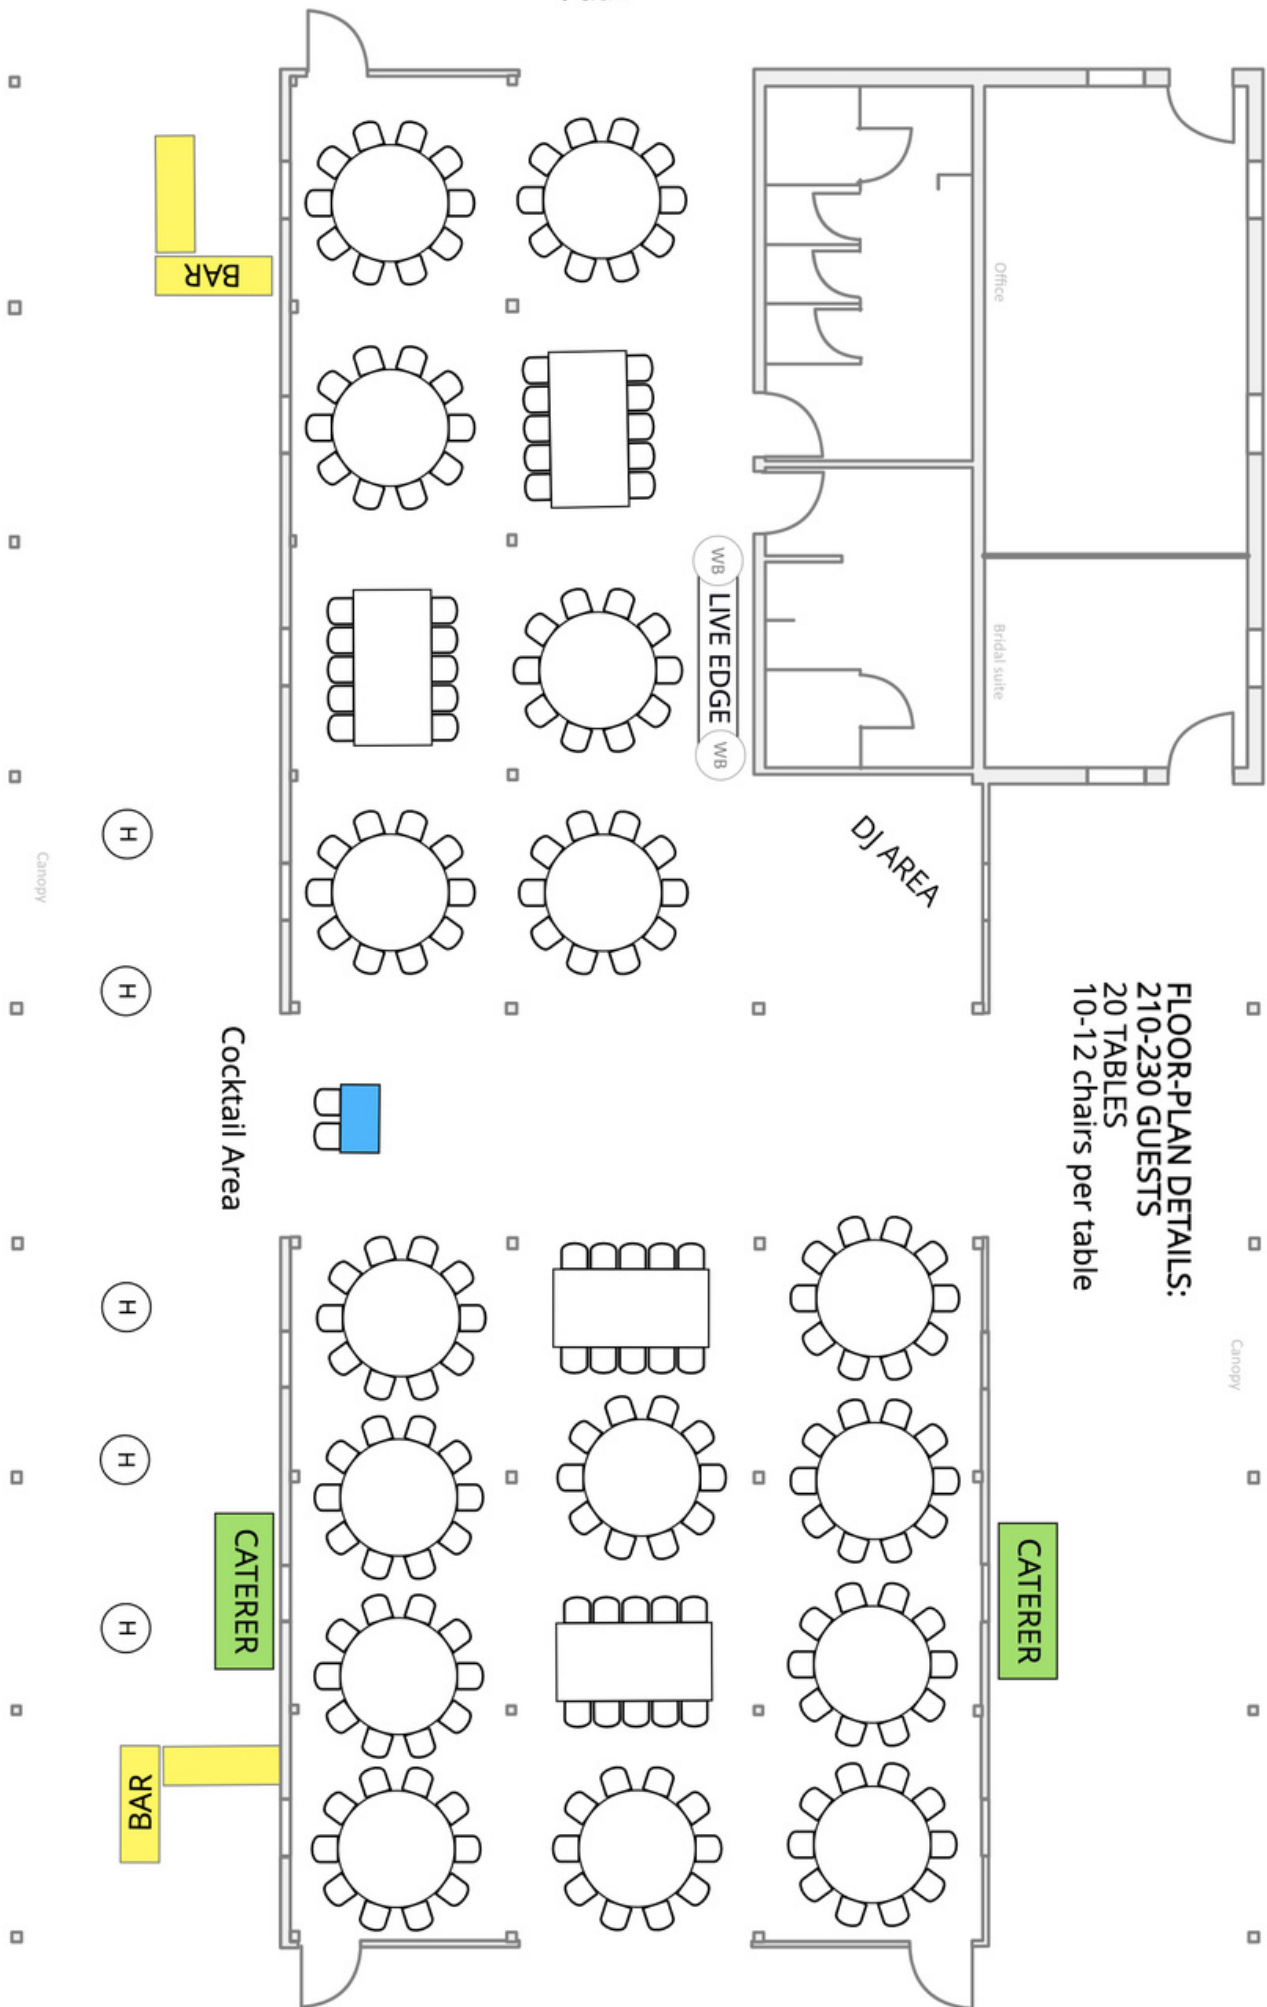 BAR
Office
WB
LIVE EDGE
WB
Bridal suite
DJ AREA
H
Canopy
H
FLOOR-PLAN DETAILS:
210-230 GUESTS
20 TABLES
10-12 chairs per table
Cocktail Area
H
Canopy
H
CATERER
CATERER
H
BAR